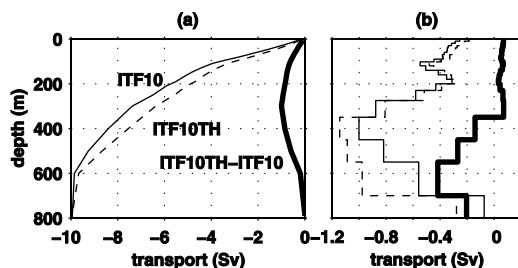 (a)
(b)
0
200
400
600
800
depth (m)
ITF10
ITF10TH
ITF10TH−ITF10
−10 −8 −6 −4 −2 0
−1.2 −0.8 −0.4 0
transport (Sv)
transport (Sv)